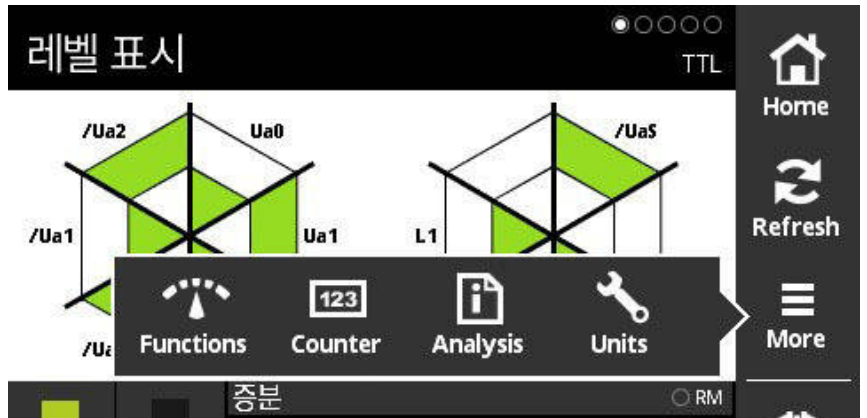 레벨 표시
TTL
Home
/Ua2
Ua0
/UaS
Refresh
/Ua1
Ua1
L1
Functions
Counter
123
Analysis
Units
More
증분
RM